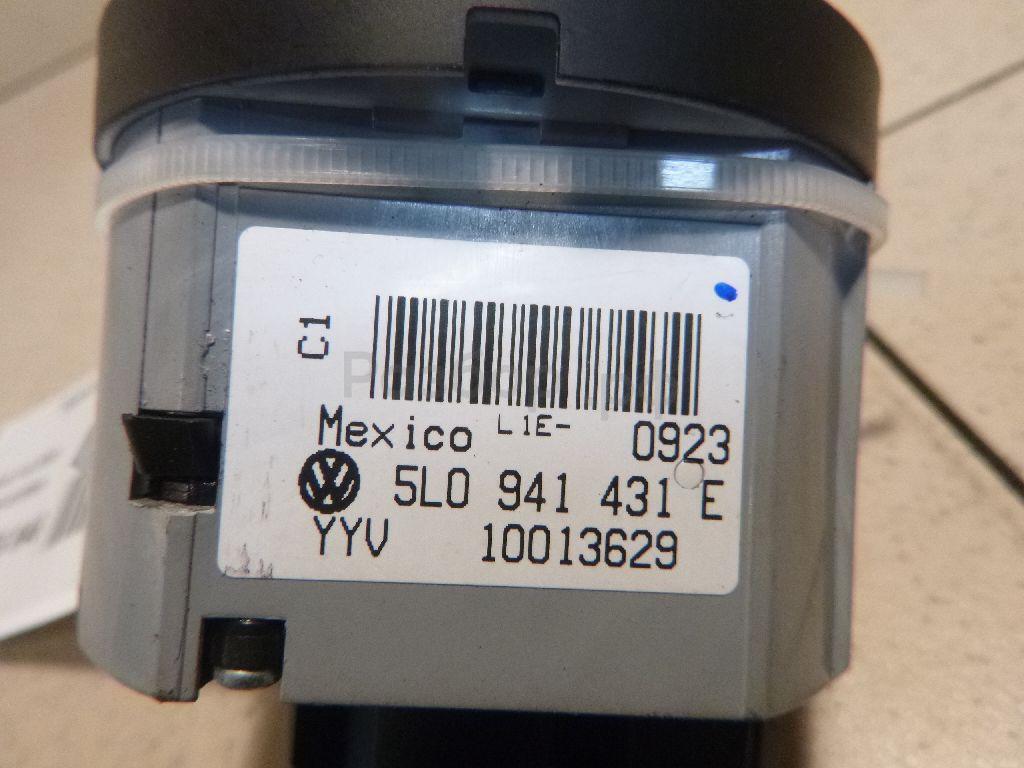 C1
Mexico L1E- 0923
5L0 941 431 E
YYV 10013629